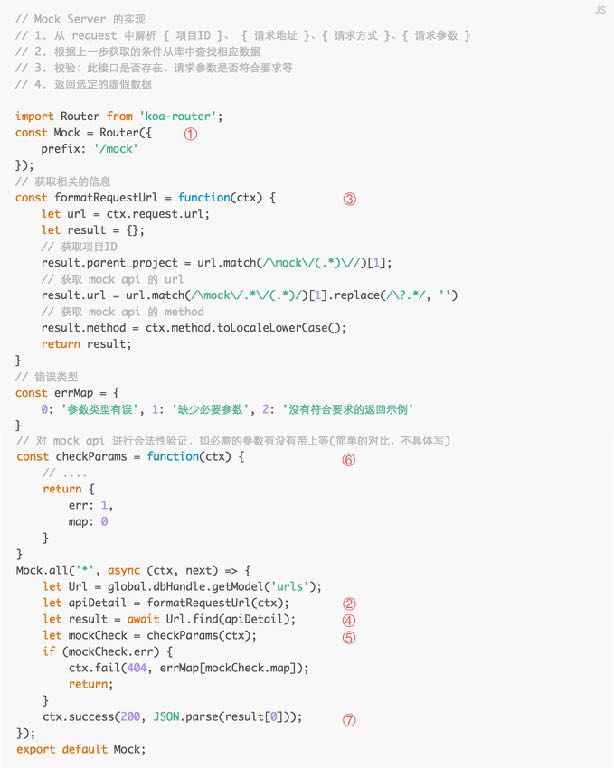 JS
// Mock Server 的实现
// 1. 从 request 中解析 { 项目ID }、 { 请求地址 }、{ 请求方式 }、{ 请求参数 }
// 2. 根据上一步获取的条件从库中查找相应数据
// 3. 校验: 此接口是否存在、请求参数是否符合要求等
// 4. 返回选定的虚假数据
import Router from 'koa-router';
const Mock = Router({ ①
prefix: '/mock'
});
// 获取相关的信息
const formatRequestUrl = function(ctx) { ③
let url = ctx.request.url;
let result = {};
// 获取项目ID
result.parent_project = url.match(/\mock\/(.*)\//)[1];
// 获取 mock api 的 url
result.url = url.match(/\mock\/.*\/(.*)/)[1].replace(/\?.*/, '')
// 获取 mock api 的 method
result.method = ctx.method.toLocaleLowerCase();
return result;
}
// 错误类型
const errMap = {
0: '参数类型有误', 1: '缺少必要参数', 2: '没有符合要求的返回示例'
}
// 对 mock api 进行合法性验证，如必需的参数有没有带上等(简单的对比，不具体写)
const checkParams = function(ctx) { ⑥
// ....
return {
err: 1,
map: 0
}
}
Mock.all('*', async (ctx, next) => {
let Url = global.dbHandle.getModel('urls');
let apiDetail = formatRequestUrl(ctx); ②
let result = await Url.find(apiDetail); ④
let mockCheck = checkParams(ctx); ⑤
if (mockCheck.err) {
ctx.fail(404, errMap[mockCheck.map]);
return;
}
ctx.success(200, JSON.parse(result[0])); ⑦
});
export default Mock;